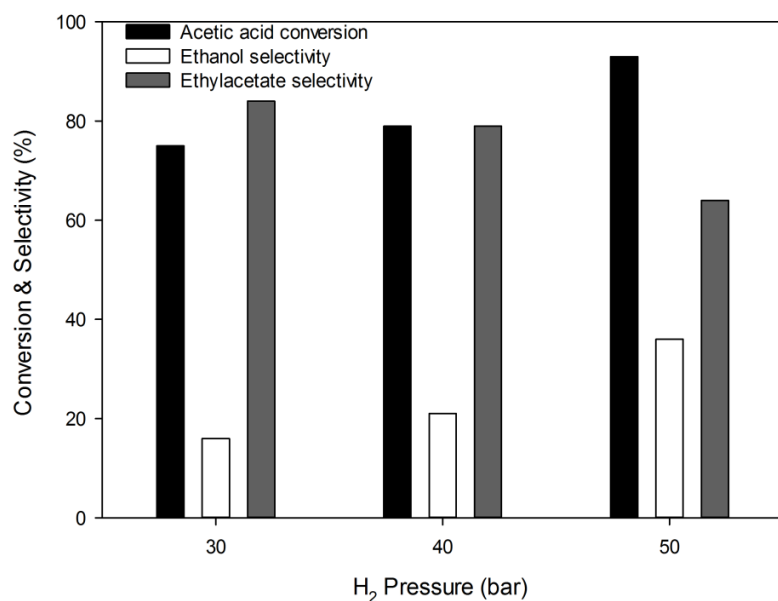 100
Acetic acid conversion
Ethanol selectivity
Ethylacetate selectivity
80
60
40
20
0
Conversion & Selectivity (%)
30 40 50
H₂ Pressure (bar)